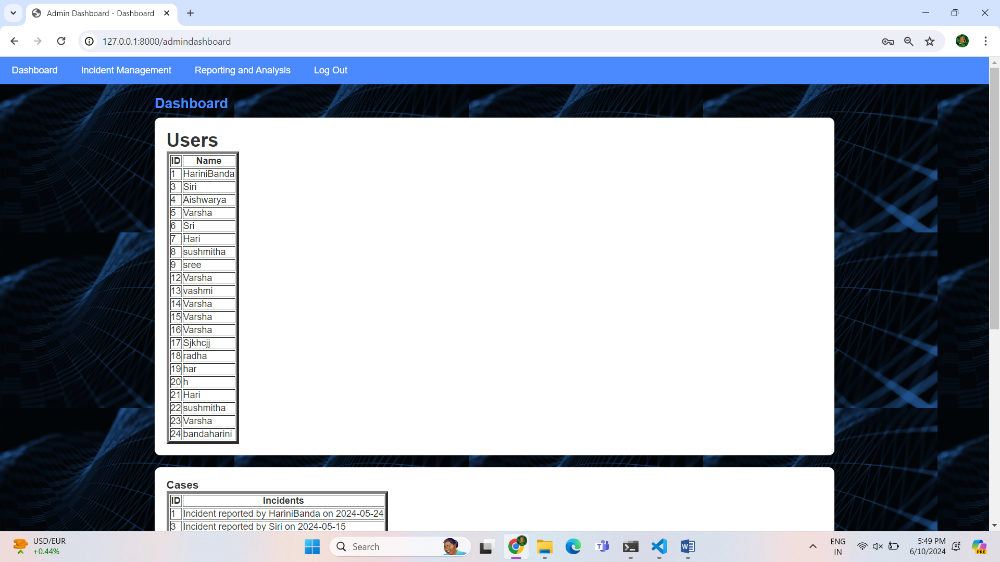 Admin Dashboard - Dashboard
127.0.0.1:8000/admindashboard
Dashboard Incident Management Reporting and Analysis Log Out
Dashboard
Users
ID Name
1 HariniBanda
3 Siri
4 Aishwarya
5 Varsha
6 Sri
7 Hari
8 sushmitha
9 sree
12 Varsha
13 vashmi
14 Varsha
15 Varsha
16 Varsha
17 Sjkhcjj
18 radha
19 har
20 h
21 Hari
22 sushmitha
23 Varsha
24 bandaharini
Cases
ID Incidents
1 Incident reported by HariniBanda on 2024-05-24
3 Incident reported by Siri on 2024-05-15
USD/EUR
+0.44%
Search
ENG
IN
5:49 PM
6/10/2024
PRE